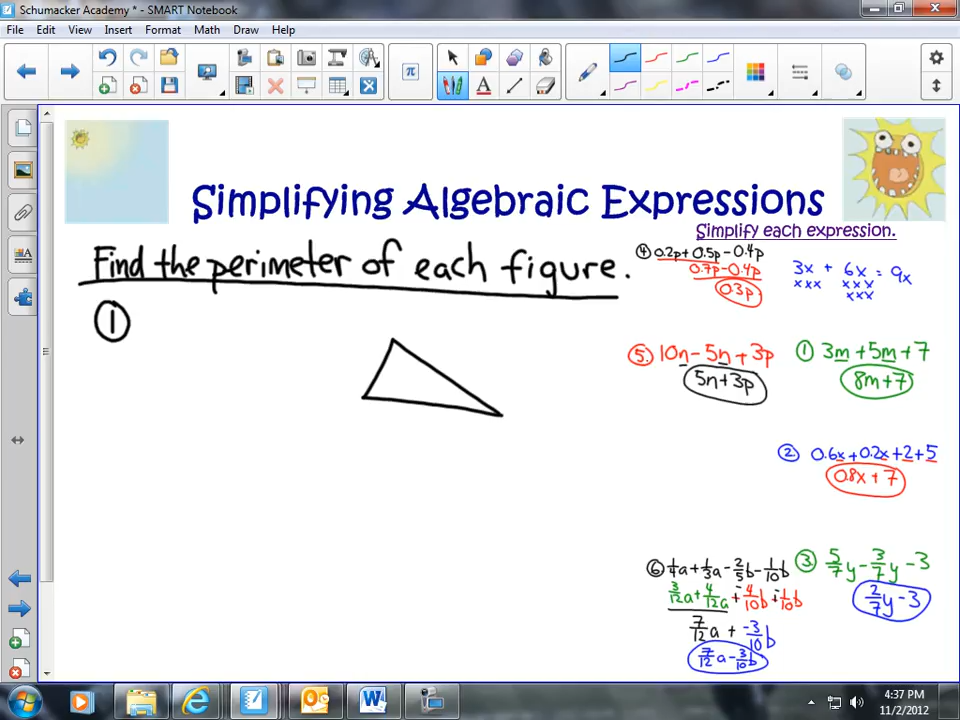 Schumacker Academy * - SMART Notebook
File Edit View Insert Format Math Draw Help
π
A
Simplifying Algebraic Expressions
Simplify each expression.
Find the perimeter of each figure.
①
④ 0.2p + 0.5p - 0.4p
0.7p - 0.4p
0.3p
3x + 6x = 9x
xxx xxx
xxx
⑤. 10n - 5n + 3p
5n + 3p
① 3m + 5m + 7
8m + 7
② 0.6x + 0.2x + 2 + 5
0.8x + 7
③ 5/7y - 3/7y - 3
2/7y - 3
⑥ 1/4a + 1/3a - 2/5b - 1/10b
3/12a + 4/12a + -4/10b + -1/10b
7/12a + -3/10b
7/12a - 3/10b
4:37 PM
11/2/2012